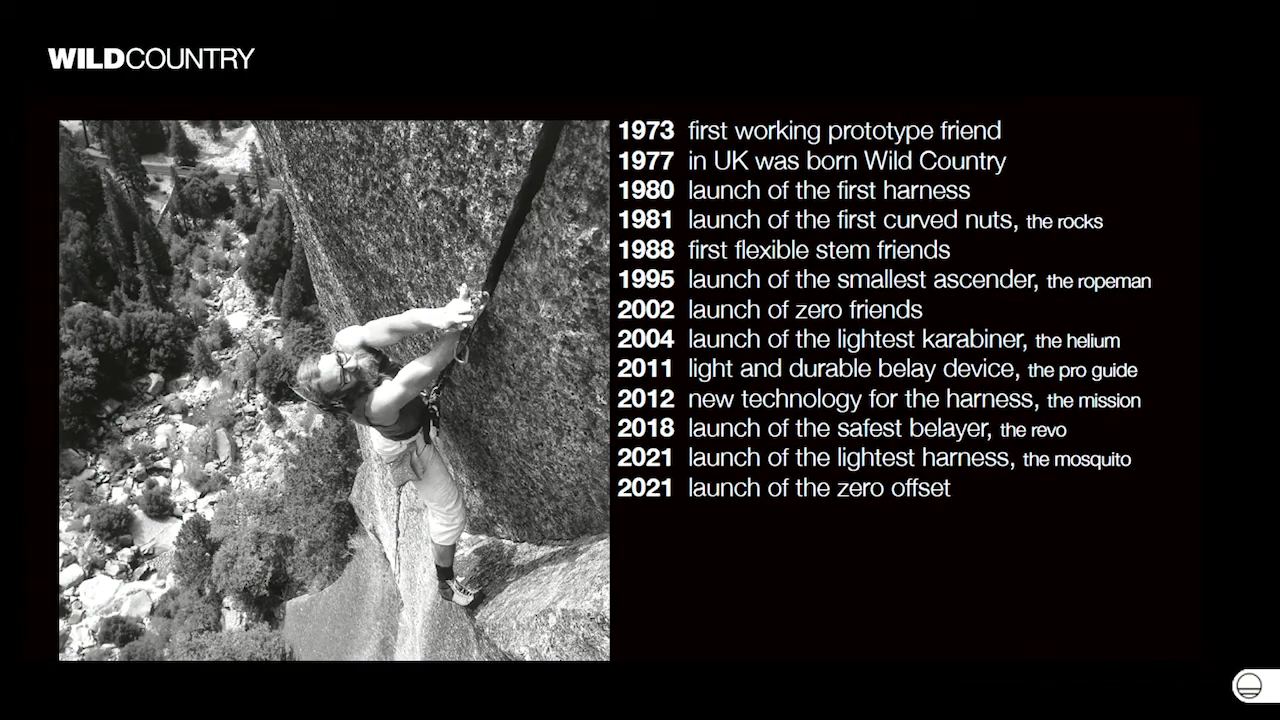 WILDCOUNTRY
1973 first working prototype friend
1977 in UK was born Wild Country
1980 launch of the first harness
1981 launch of the first curved nuts, the rocks
1988 first flexible stem friends
1995 launch of the smallest ascender, the ropeman
2002 launch of zero friends
2004 launch of the lightest karabiner, the helium
2011 light and durable belay device, the pro guide
2012 new technology for the harness, the mission
2018 launch of the safest belayer, the revo
2021 launch of the lightest harness, the mosquito
2021 launch of the zero offset